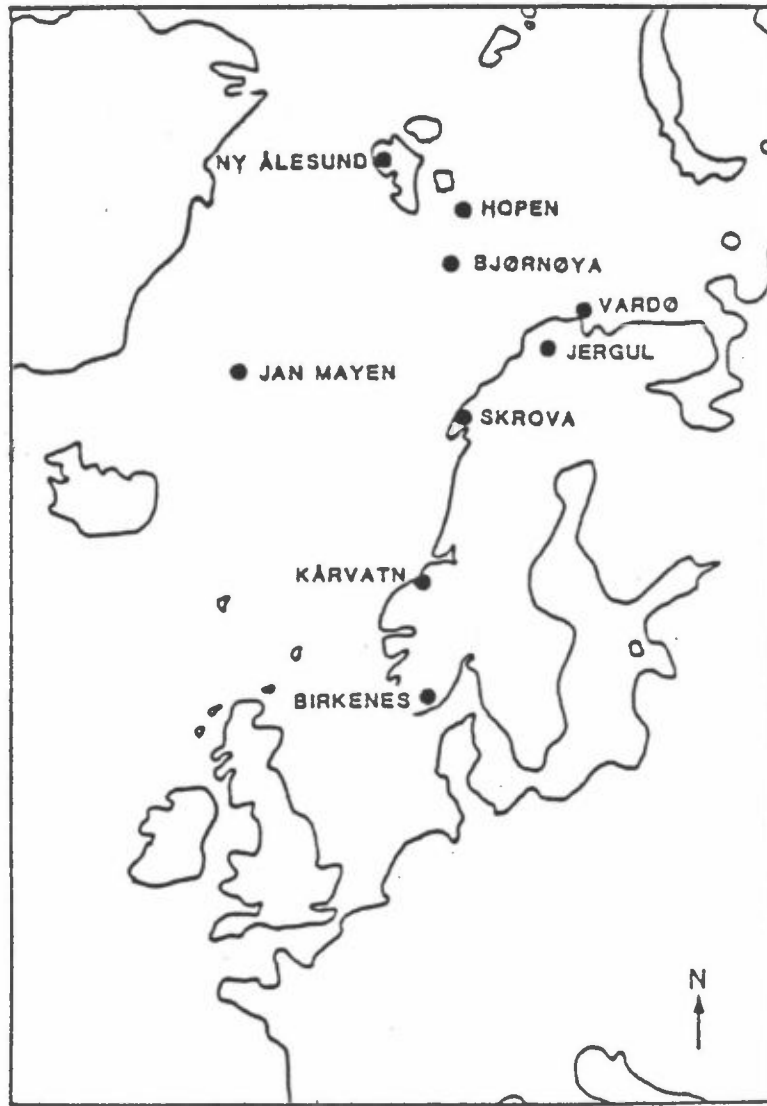 NY ÅLESUND
HOPEN
BJØRNØYA
VARDØ
JERGUL
JAN MAYEN
SKROVA
KÅRVATN
BIRKENES
N